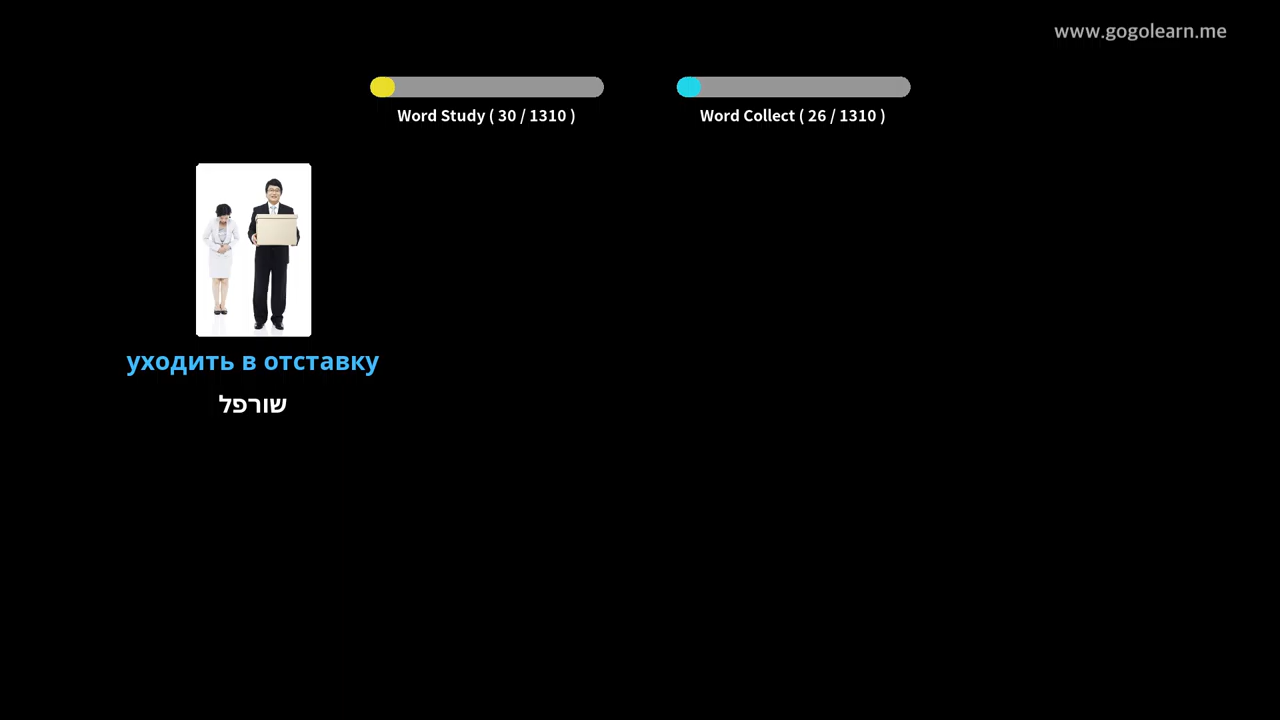 www.gogolearn.me
Word Study ( 30 / 1310 )
Word Collect ( 26 / 1310 )
уходить в отставку
שורפל